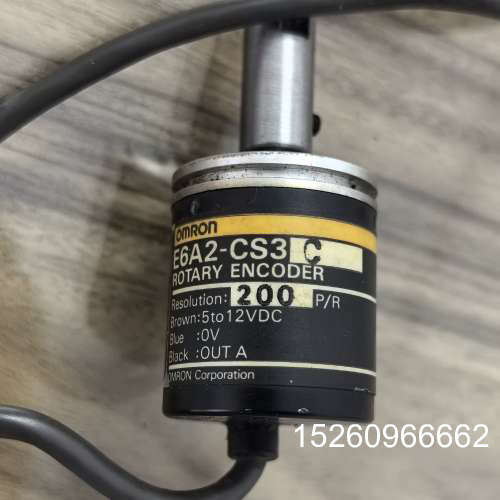 OMRON
E6A2-CS3 C
ROTARY ENCODER
Resolution: 200 P/R
Brown:5to12VDC
Blue :0V
Black :OUT A
OMRON Corporation
15260966662